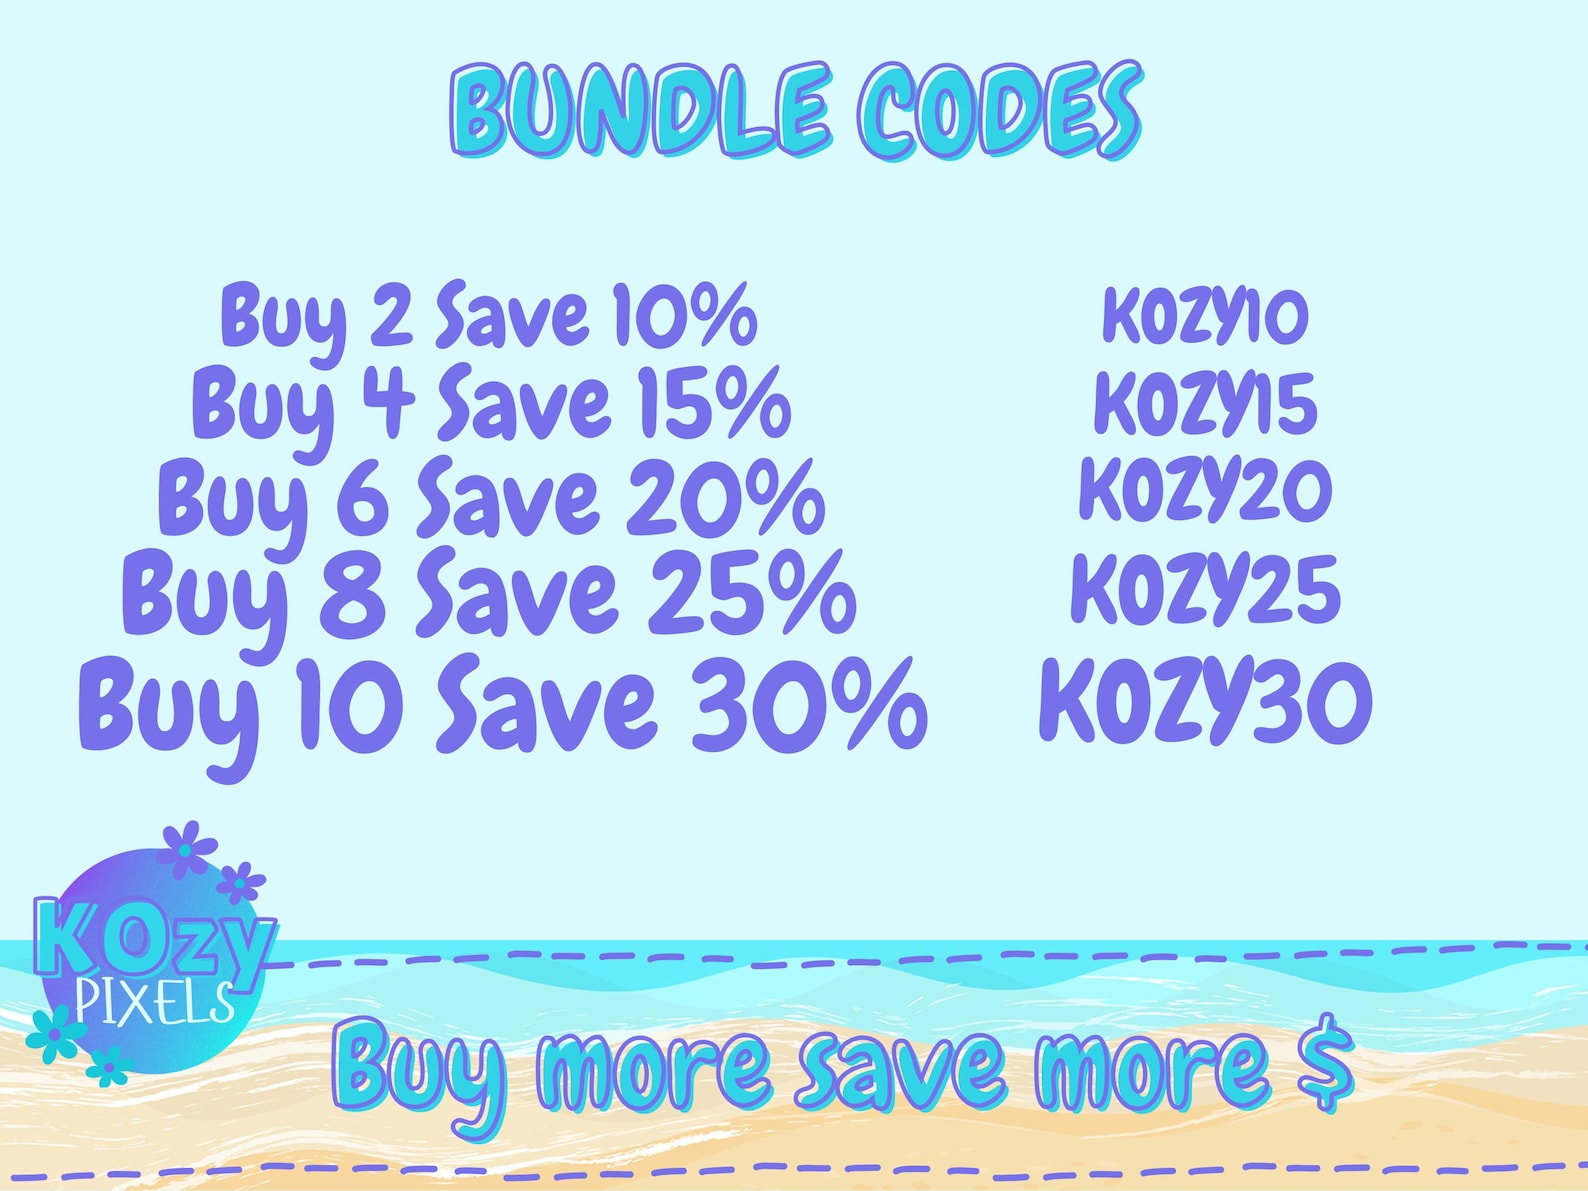 BUNDLE CODES
Buy 2 Save 10% KOZY10
Buy 4 Save 15% KOZY15
Buy 6 Save 20% KOZY20
Buy 8 Save 25% KOZY25
Buy 10 Save 30% KOZY30
KOzy
PIXELS
Buy more save more $